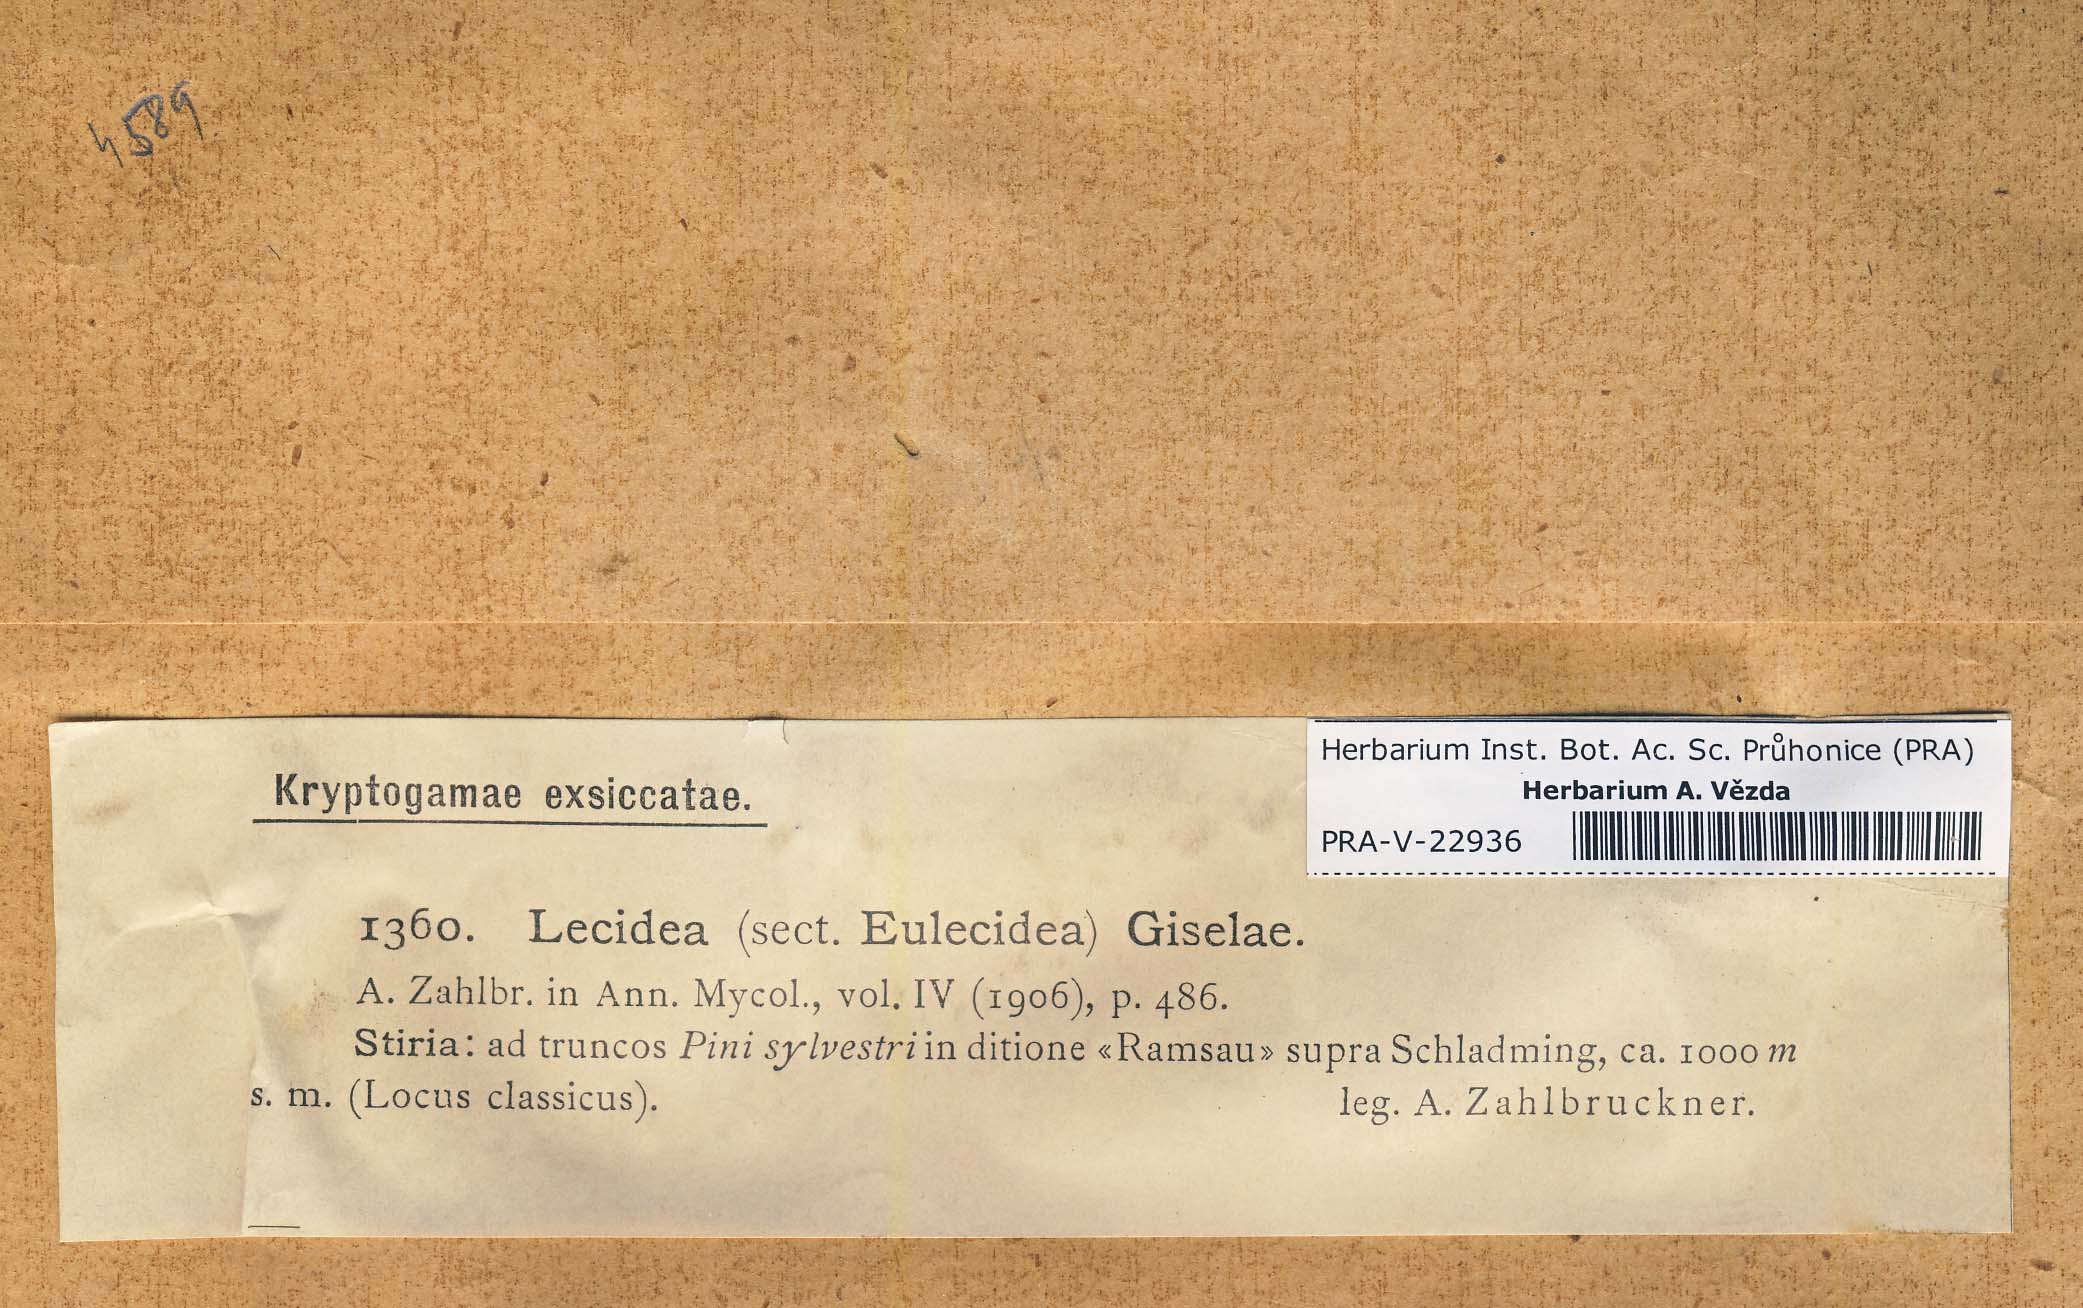 4589
Herbarium Inst. Bot. Ac. Sc. Průhonice (PRA)
Herbarium A. Vězda
PRA-V-22936
Kryptogamae exsiccatae.
1360. Lecidea (sect. Eulecidea) Giselae.
A. Zahlbr. in Ann. Mycol., vol. IV (1906), p. 486.
Stiria: ad truncos Pini sylvestri in ditione «Ramsau» supra Schladming, ca. 1000 m
s. m. (Locus classicus). leg. A. Zahlbruckner.